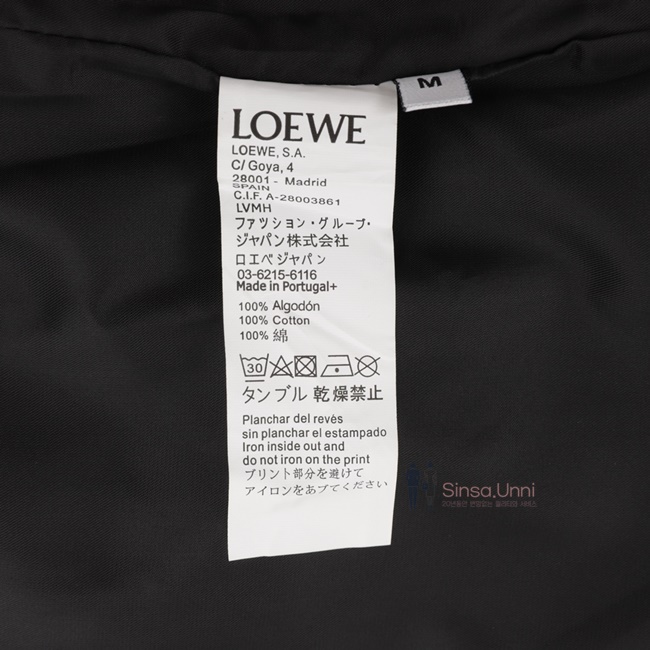 M
LOEWE
LOEWE, S.A.
C/ Goya, 4
28001 - Madrid
SPAIN
C.I.F. A-28003861
LVMH
ファツション・グループ・
ジャパン株式会社
ロエベジャパン
03-6215-6116
Made in Portugal+
100% Algodón
100% Cotton
100% 綿
30
タンブル 乾燥禁止
Planchar del revès
sin planchar el estampado
Iron inside out and
do not iron on the print
プリント部分を避けて
アイロンをあブてください
Sinsa.Unni